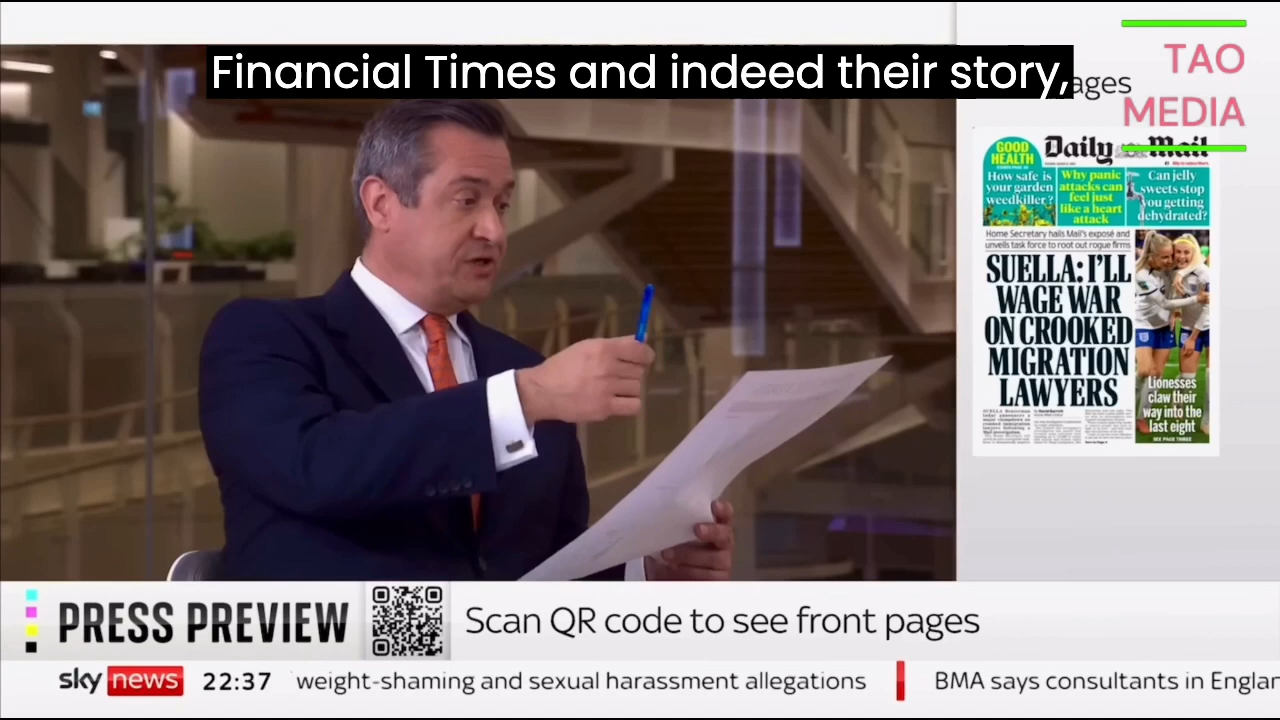 Financial Times and indeed their story,
ages
TAO
MEDIA
GOOD
HEALTH
Daily Mail
How safe is
your garden
weedkiller?
Why panic
attacks can
feel just
like a heart
attack
Can jelly
sweets stop
you getting
dehydrated?
Home Secretary hails Mail's exposé and
unveils task force to root out rogue firms
SUELLA: I'LL
WAGE WAR
ON CROOKED
MIGRATION
LAWYERS
Lionesses
claw their
way into the
last eight
SEE PAGE THREE
PRESS PREVIEW
Scan QR code to see front pages
sky news 22:37 weight-shaming and sexual harassment allegations BMA says consultants in Englan